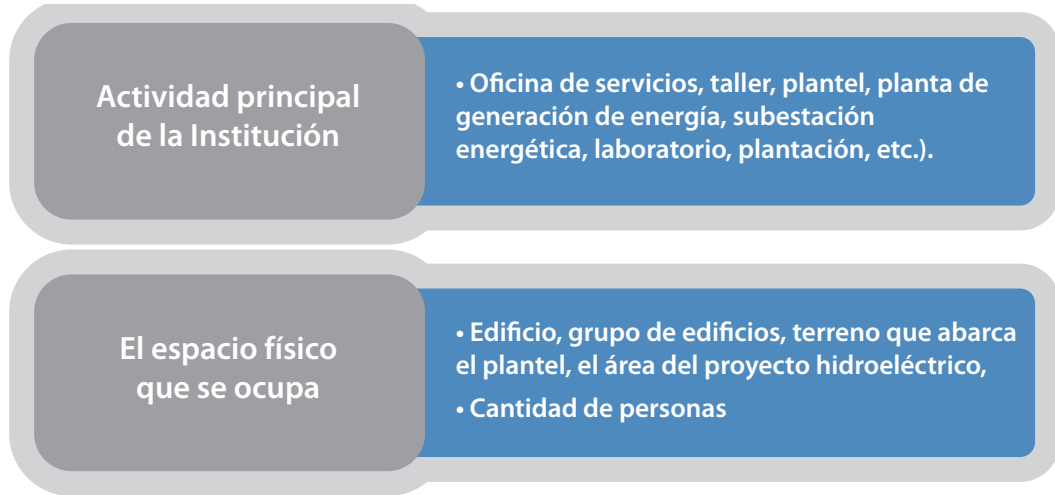 Actividad principal
de la Institución
• Oficina de servicios, taller, plantel, planta de
generación de energía, subestación
energética, laboratorio, plantación, etc.).
El espacio físico
que se ocupa
• Edificio, grupo de edificios, terreno que abarca
el plantel, el área del proyecto hidroeléctrico,
• Cantidad de personas